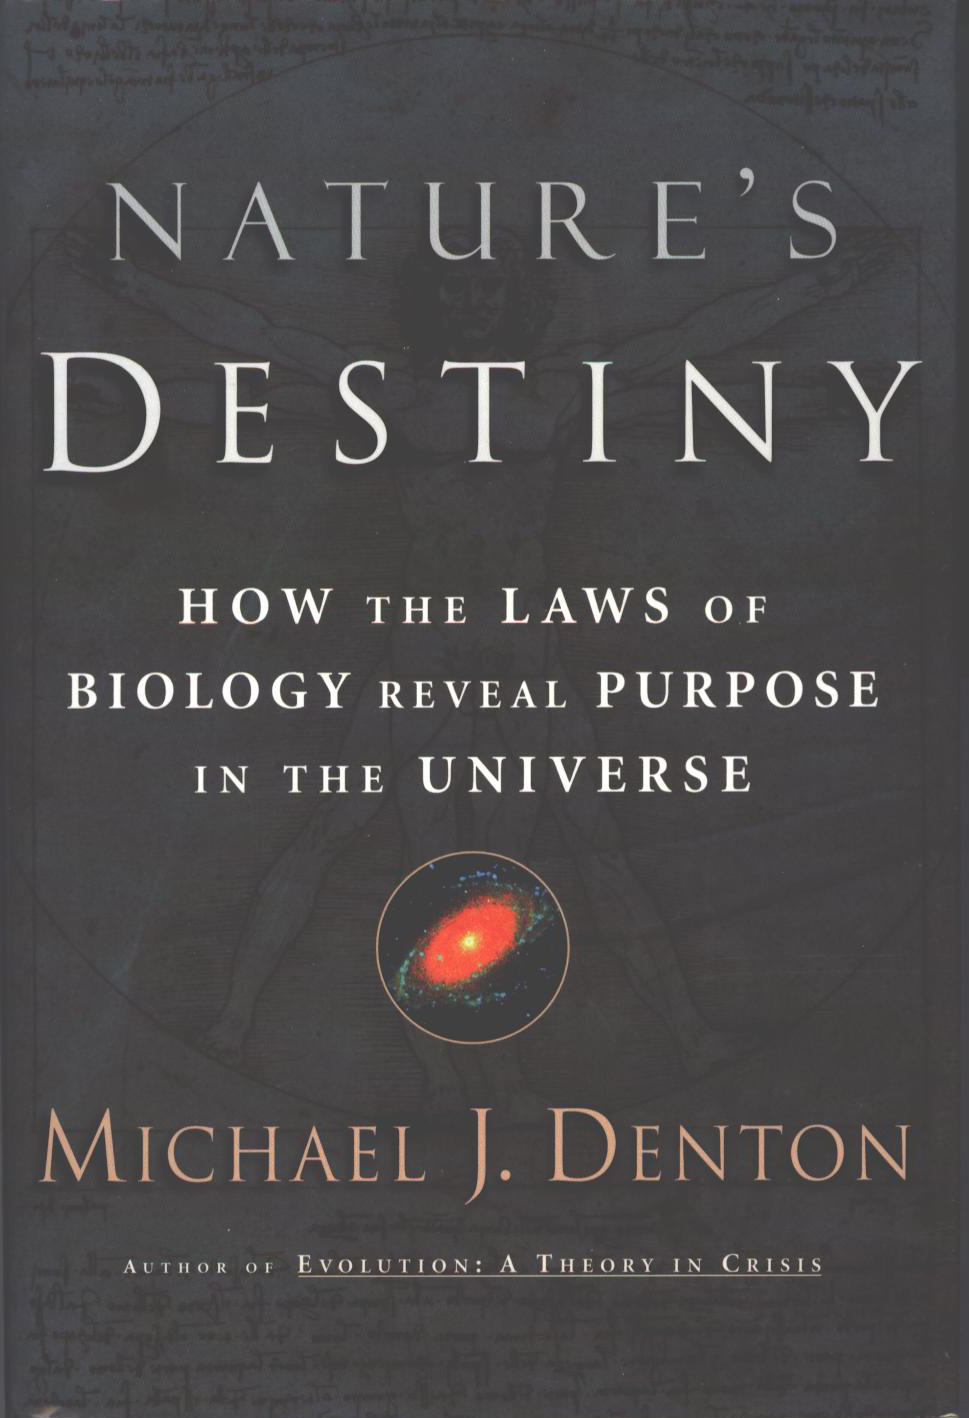 NATURE'S
DESTINY
HOW THE LAWS OF
BIOLOGY REVEAL PURPOSE
IN THE UNIVERSE
MICHAEL J. DENTON
AUTHOR OF EVOLUTION: A THEORY IN CRISIS